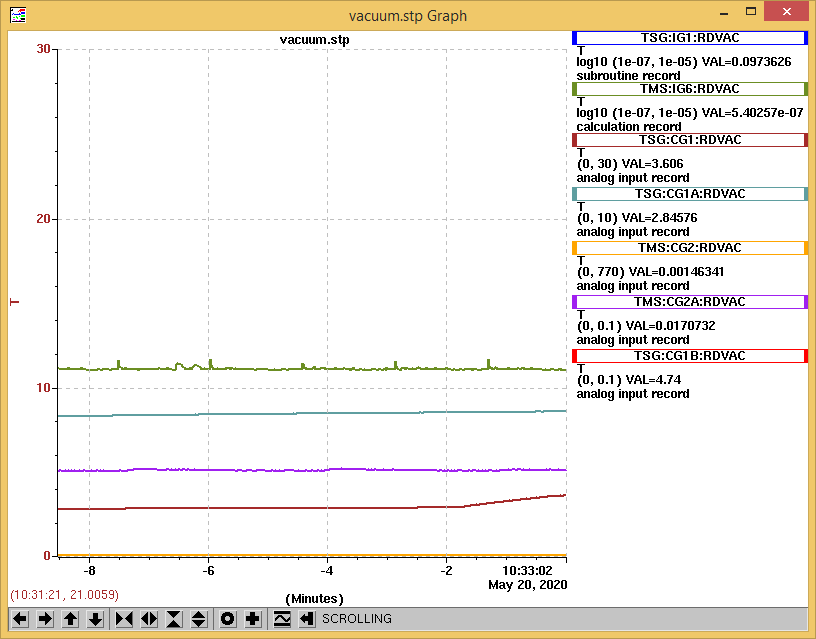 vacuum.stp Graph
vacuum.stp
30
20
T
10
0
-8
-6
-4
-2
10:33:02
May 20, 2020
(Minutes)
(10:31:21, 21.0059)
SCROLLING
TSG:IG1:RDVAC
T
log10 (1e-07, 1e-05) VAL=0.0973626
subroutine record
TMS:IG6:RDVAC
T
log10 (1e-07, 1e-05) VAL=5.40257e-07
calculation record
TSG:CG1:RDVAC
T
(0, 30) VAL=3.606
analog input record
TSG:CG1A:RDVAC
T
(0, 10) VAL=2.84576
analog input record
TMS:CG2:RDVAC
T
(0, 770) VAL=0.00146341
analog input record
TMS:CG2A:RDVAC
T
(0, 0.1) VAL=0.0170732
analog input record
TSG:CG1B:RDVAC
T
(0, 0.1) VAL=4.74
analog input record